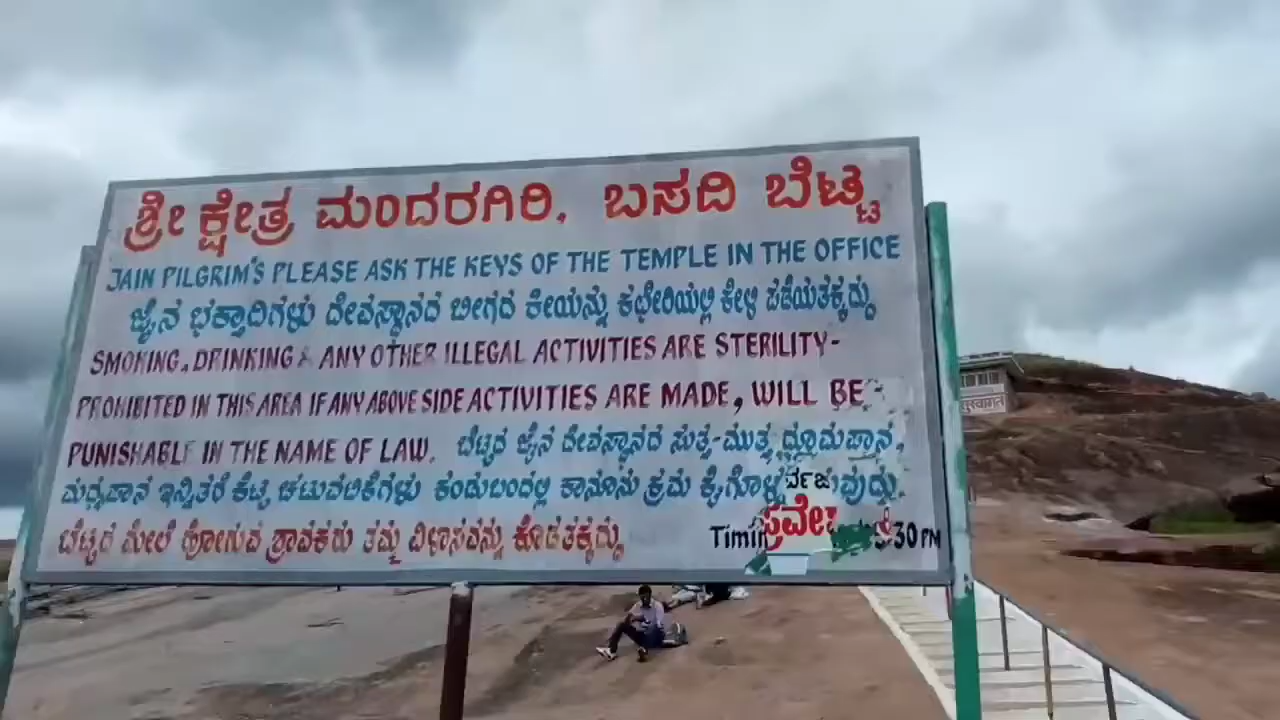 ಶ್ರೀ ಕ್ಷೇತ್ರ ಮಂದರಗಿರಿ. ಬಸದಿ ಬೆಟ್ಟ
JAIN PILGRIM'S PLEASE ASK THE KEYS OF THE TEMPLE IN THE OFFICE
ಜೈನ ಭಕ್ತಾದಿಗಳು ದೇವಸ್ಥಾನದ ಬೀಗದ ಕೀಯನ್ನು ಕಛೇರಿಯಲ್ಲಿ ಕೇಳಿ ಪಡೆಯತಕ್ಕದ್ದು
SMOKING, DRINKING & ANY OTHER ILLEGAL ACTIVITIES ARE STERILITY-
PROHIBITED IN THIS AREA IF ANY ABOVE SIDE ACTIVITIES ARE MADE, WILL BE-
PUNISHABLE IN THE NAME OF LAW. ಬೆಟ್ಟದ ಜೈನ ದೇವಸ್ಥಾನದ ಸುತ್ತ-ಮುತ್ತ ಧ್ಲೂಮಪಾನ,
ಮದ್ಯಪಾನ ಇನ್ನಿತರೆ ಕೆಟ್ಟ ಚಟುವಟಿಕೆಗಳು ಕಂಡುಬಂದಲ್ಲಿ ಕಾನೂನು ಕ್ರಮ ಕೈಗೊಳ್ಳ
ಬೆಟ್ಟದ ಮೇಲೆ ಹೋಗುವ ಶ್ರಾವಕರು ತಮ್ಮ ವಿಳಾಸವನ್ನು ಕೊಡತಕ್ಕದ್ದು 5-30 PM
सुस्वागतम